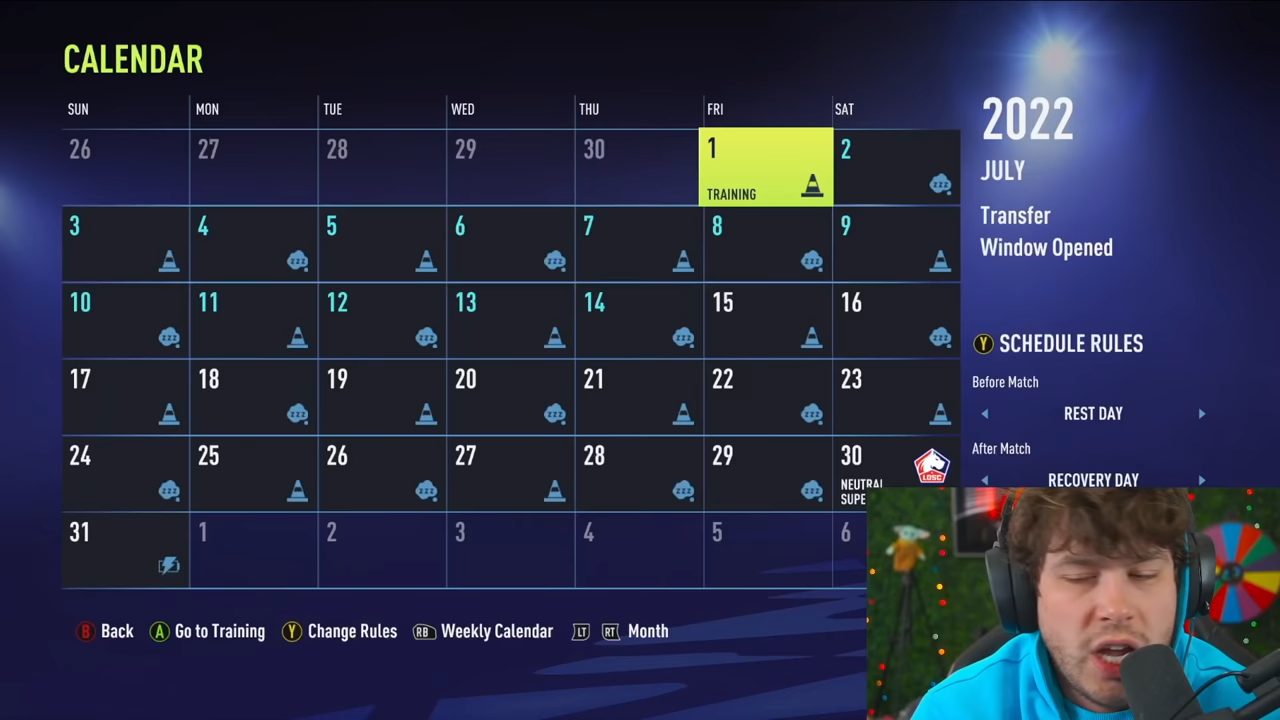 CALENDAR
SUN MON TUE WED THU FRI SAT
26 27 28 29 30 1 2
TRAINING
3 4 5 6 7 8 9
10 11 12 13 14 15 16
17 18 19 20 21 22 23
24 25 26 27 28 29 30
LOSC
NEUTRAL
SUPE
31 1 2 3 4 5 6
2022
JULY
Transfer
Window Opened
Y SCHEDULE RULES
Before Match
REST DAY
After Match
RECOVERY DAY
B Back A Go to Training Y Change Rules RB Weekly Calendar LT RT Month